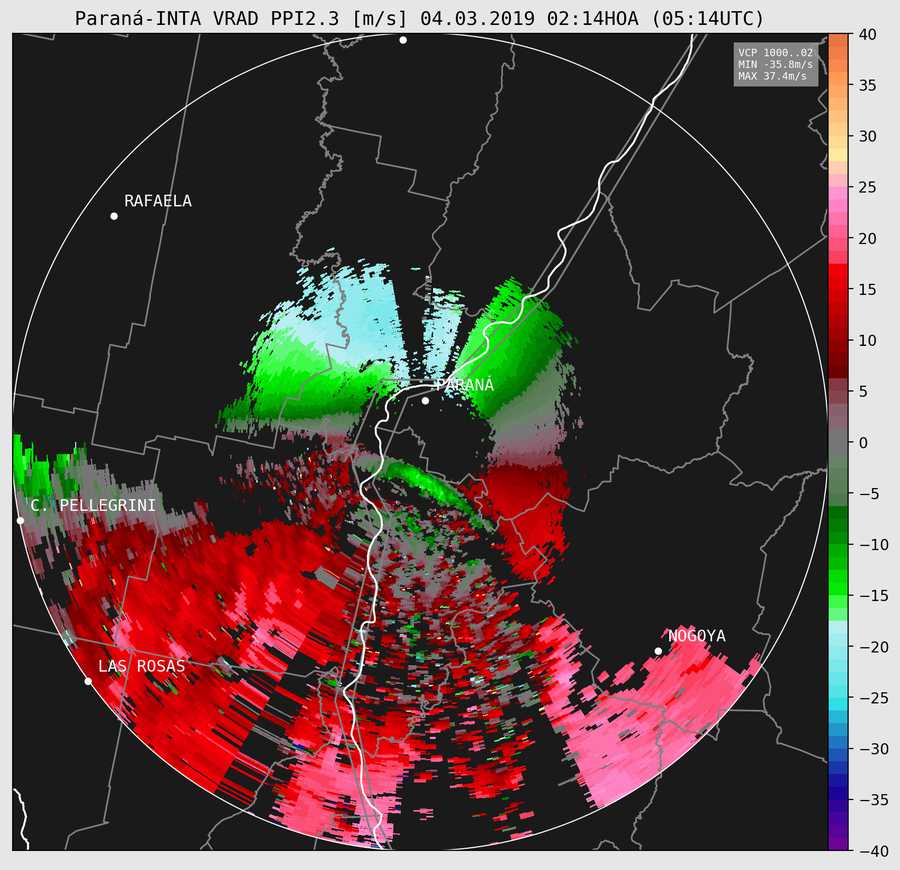 Paraná-INTA VRAD PPI2.3 [m/s] 04.03.2019 02:14HOA (05:14UTC)
VCP 1000..02
MIN -35.8m/s
MAX 37.4m/s
RAFAELA
PARANÁ
C. PELLEGRINI
NOGOYA
LAS ROSAS
40
35
30
25
20
15
10
5
0
−5
−10
−15
−20
−25
−30
−35
−40